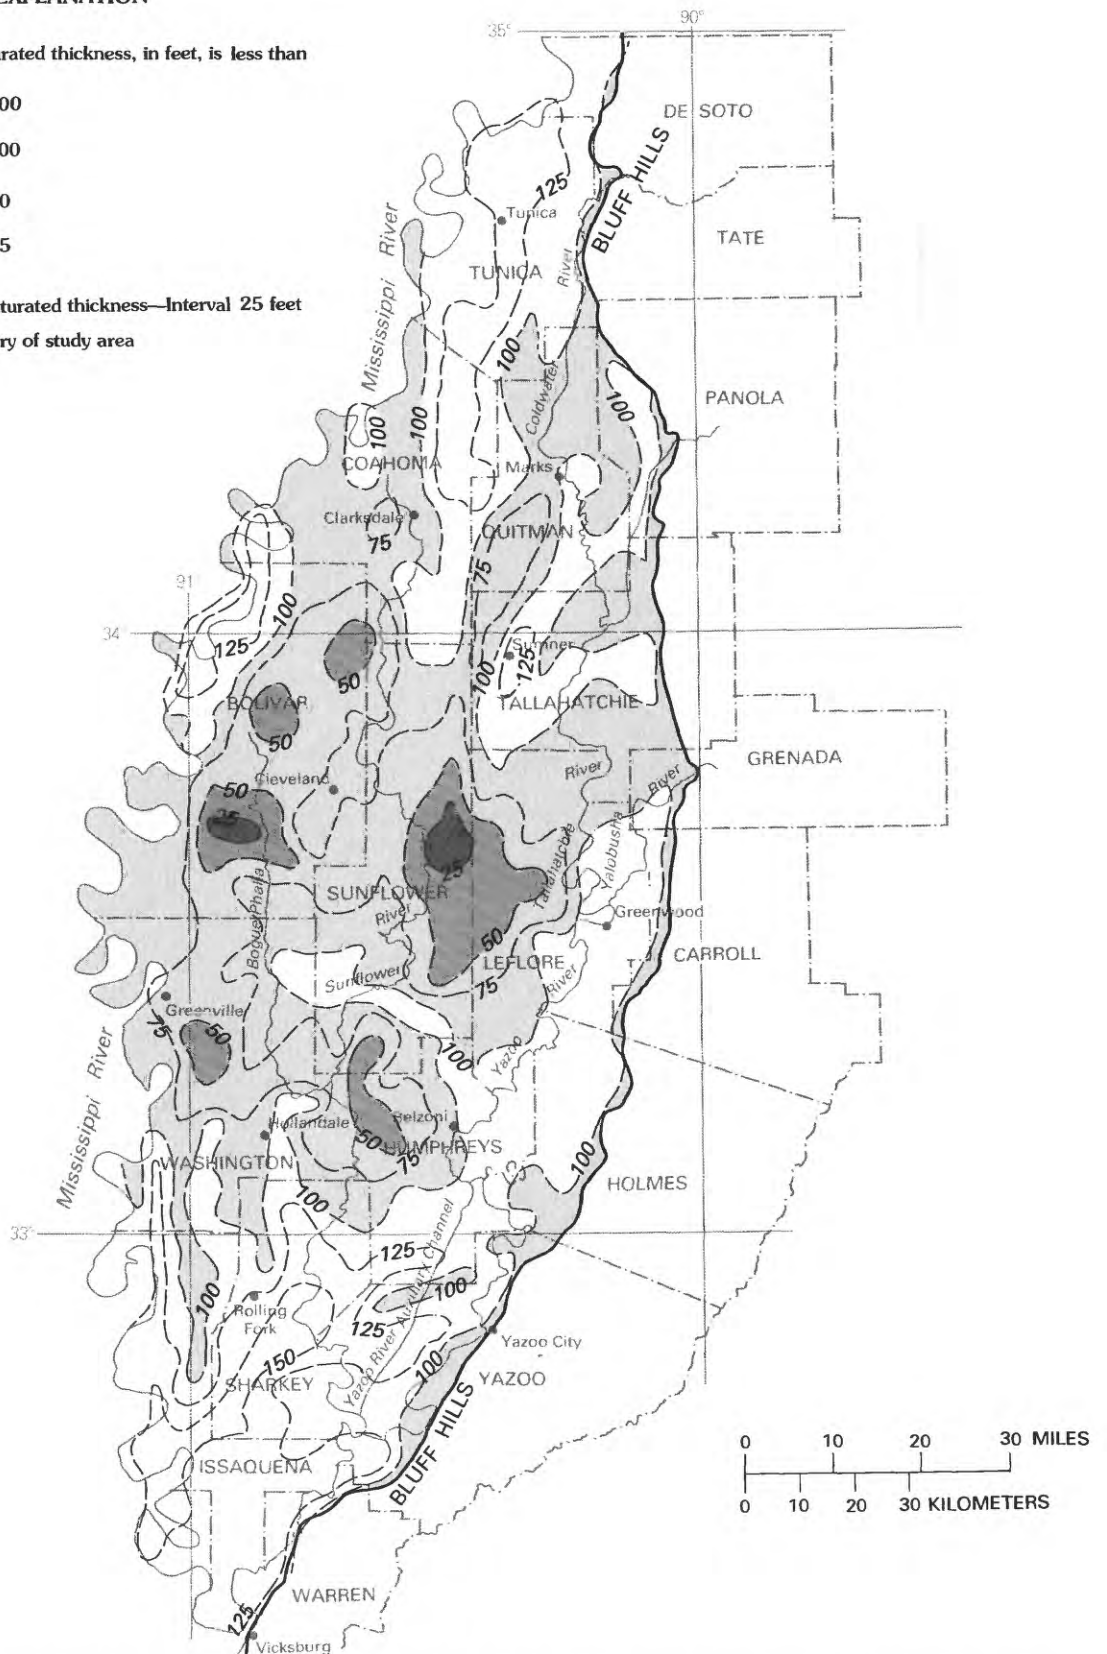 EXPLANATION
rated thickness, in feet, is less than
00
00
0
5
turated thickness—Interval 25 feet
ry of study area
35°
90°
DE SOTO
BLUFF HILLS
125
Tunica
TATE
TUNICA
River
Mississippi River
100
Coldwater
PANOLA
100
100
100
COAHOMA
Marks
Clarksdale
75
QUITMAN
75
91°
100
34°
125
Sumner
125
50
100
BOLIVAR
TALLAHATCHIE
50
GRENADA
River
River
Cleveland
50
25
Tallahatchie
Yalobusha
25
SUNFLOWER
River
Bogue Phalia
Greenwood
50
CARROLL
LEFLORE
Sunflower
75
River
Greenville
75
50
Yazoo
100
Mississippi River
Belzoni
Hollandale
50
HUMPHREYS
75
WASHINGTON
100
HOLMES
100
33°
125
Yazoo River Auxiliary Channel
100
100
Rolling
Fork
125
Yazoo City
150
100
SHARKEY
YAZOO
BLUFF HILLS
ISSAQUENA
0 10 20 30 MILES
0 10 20 30 KILOMETERS
WARREN
125
Vicksburg